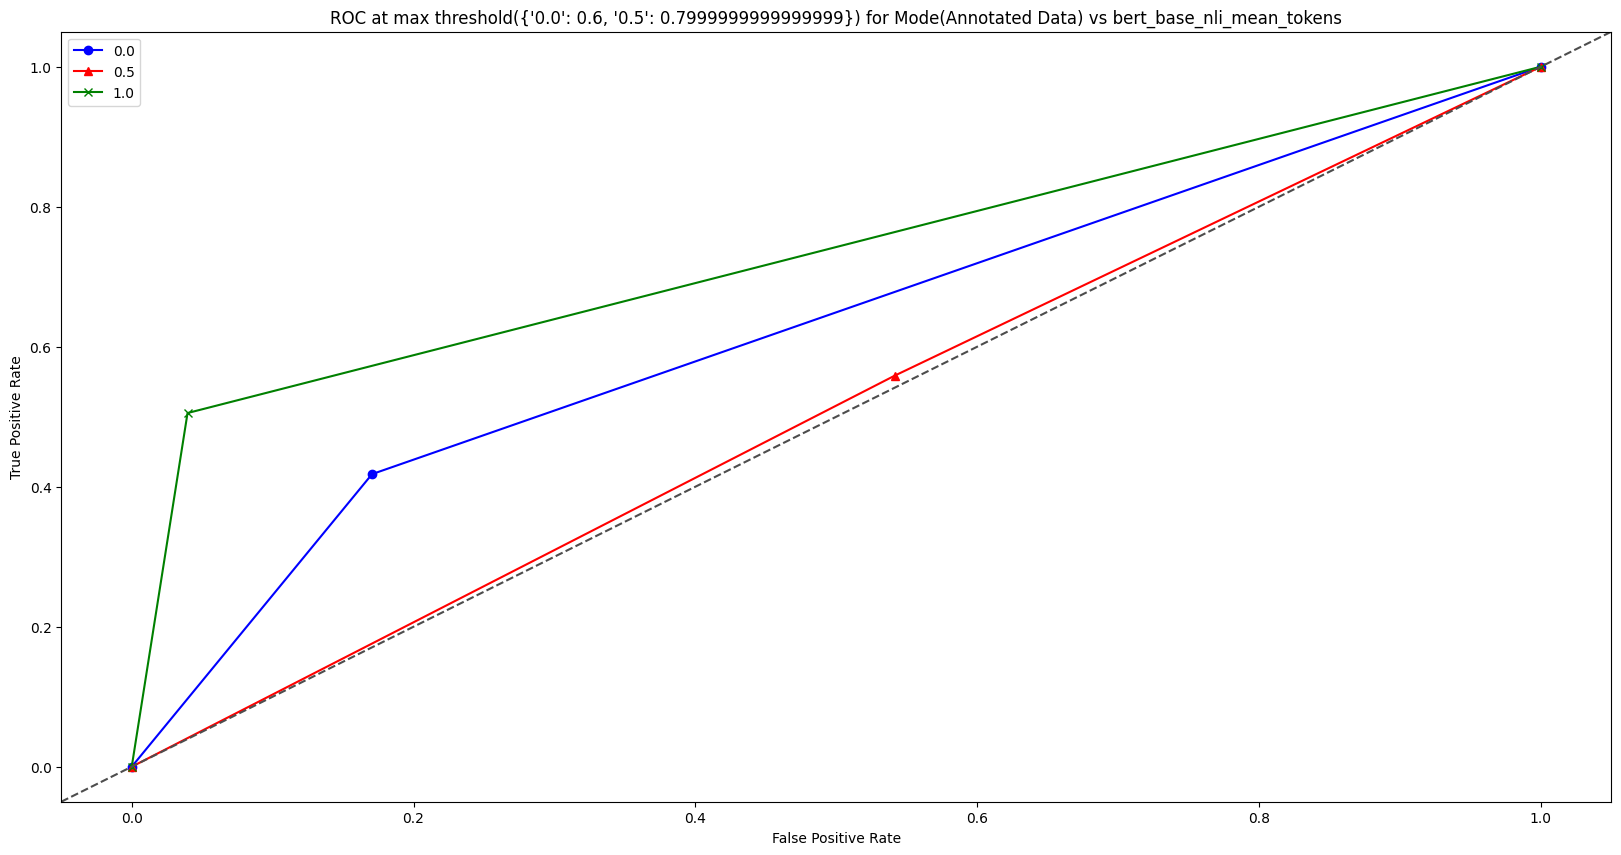 ROC at max threshold({'0.0': 0.6, '0.5': 0.7999999999999999}) for Mode(Annotated Data) vs bert_base_nli_mean_tokens
0.0
0.5
1.0
1.0
0.8
0.6
0.4
0.2
0.0
True Positive Rate
0.0 0.2 0.4 0.6 0.8 1.0
False Positive Rate